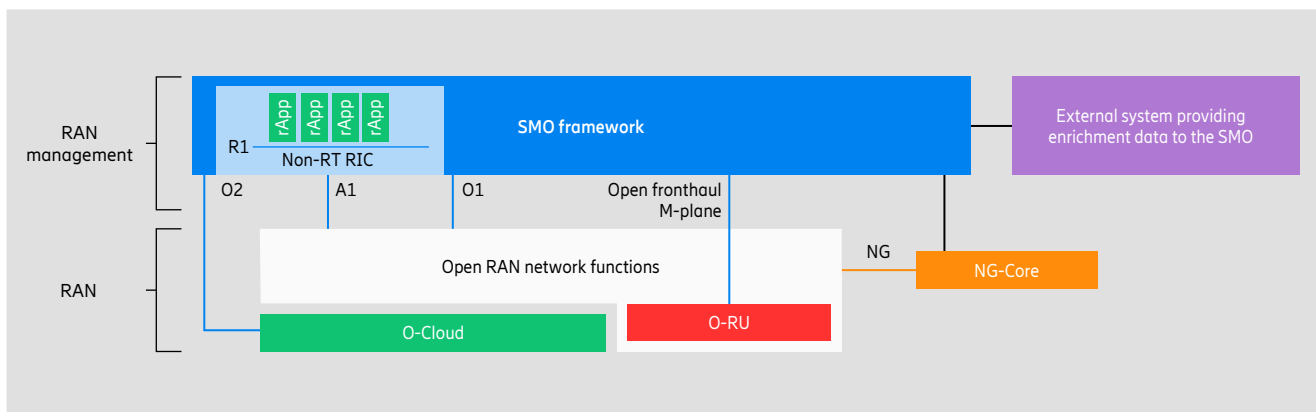 RAN
management
rApp
rApp
rApp
rApp
R1
Non-RT RIC
SMO framework
External system providing
enrichment data to the SMO
O2
A1
O1
Open fronthaul
M-plane
RAN
Open RAN network functions
NG
NG-Core
O-Cloud
O-RU